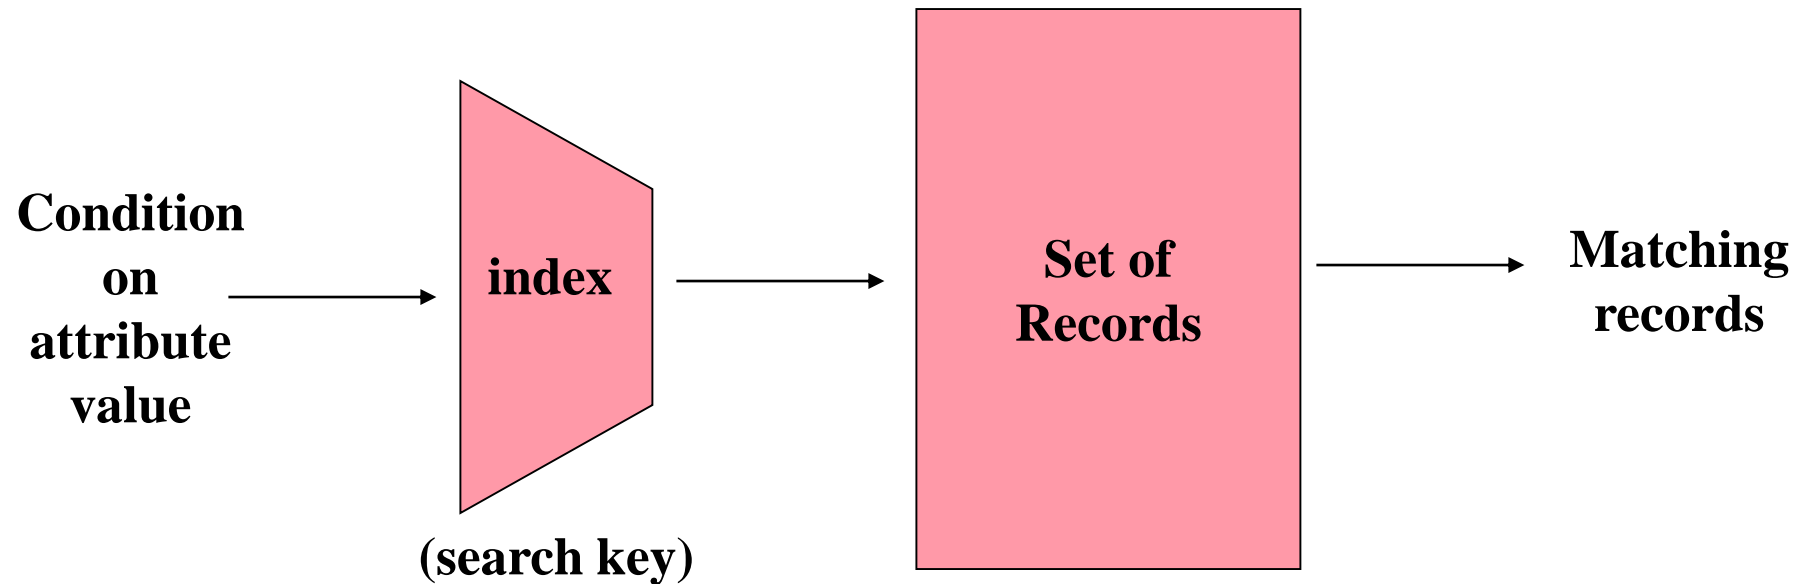 Condition
on
attribute
value
index
(search key)
Set of
Records
Matching
records